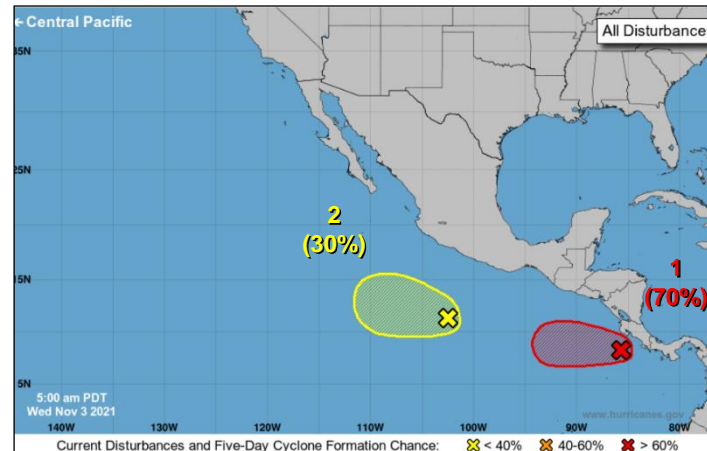 ← Central Pacific
All Disturbance
35N
25N
2
(30%)
1
(70%)
15N
5N
5:00 am PDT
Wed Nov 3 2021
www.hurricanes.gov
140W 130W 120W 110W 100W 90W 80W
Current Disturbances and Five-Day Cyclone Formation Chance: < 40% 40-60% > 60%